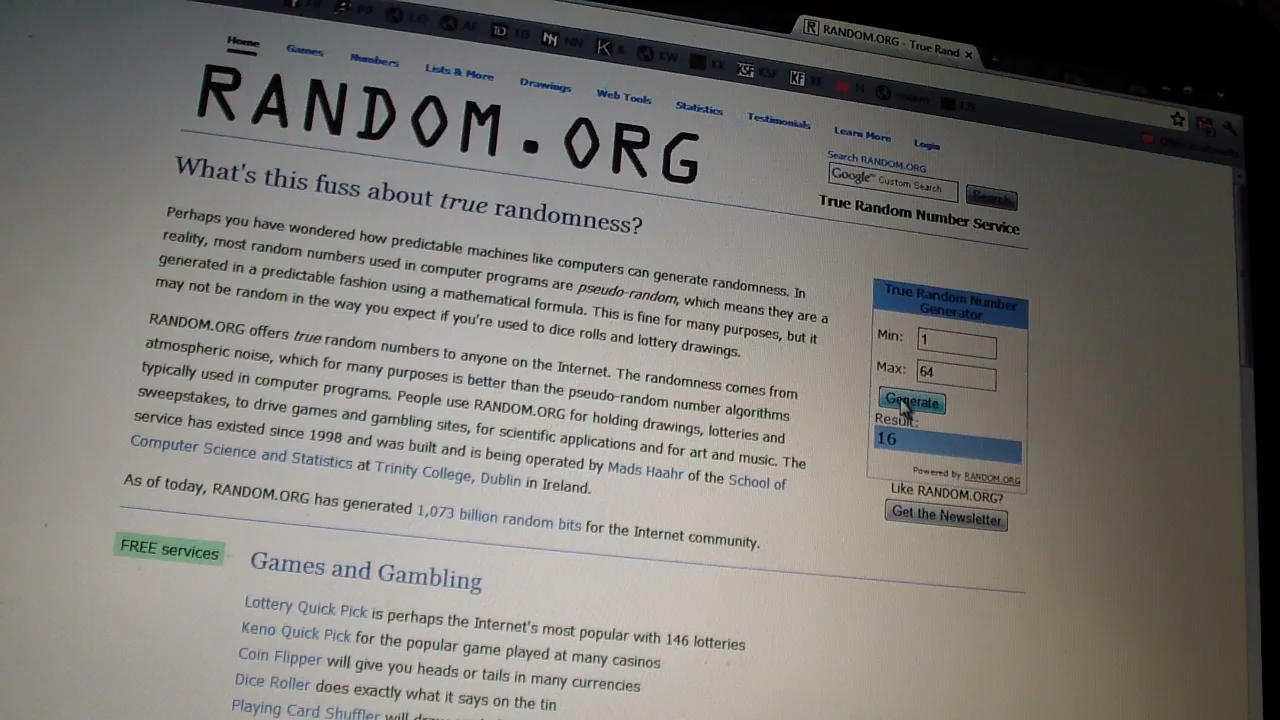 RANDOM.ORG - True Rand
TD
NN
K
KW
KK
KSF KSF
KF
Home Games Numbers Lists & More Drawings Web Tools Statistics Testimonials Learn More Login
RANDOM.ORG
Search RANDOM.ORG
Google™ Custom Search Search
True Random Number Service
What's this fuss about true randomness?
Perhaps you have wondered how predictable machines like computers can generate randomness. In
reality, most random numbers used in computer programs are pseudo-random, which means they are a
generated in a predictable fashion using a mathematical formula. This is fine for many purposes, but it
may not be random in the way you expect if you're used to dice rolls and lottery drawings.
RANDOM.ORG offers true random numbers to anyone on the Internet. The randomness comes from
atmospheric noise, which for many purposes is better than the pseudo-random number algorithms
typically used in computer programs. People use RANDOM.ORG for holding drawings, lotteries and
sweepstakes, to drive games and gambling sites, for scientific applications and for art and music. The
service has existed since 1998 and was built and is being operated by Mads Haahr of the School of
Computer Science and Statistics at Trinity College, Dublin in Ireland.
As of today, RANDOM.ORG has generated 1,073 billion random bits for the Internet community.
True Random Number
Generator
Min: 1
Max: 64
Generate
Result:
16
Powered by RANDOM.ORG
Like RANDOM.ORG?
Get the Newsletter
FREE services
Games and Gambling
Lottery Quick Pick is perhaps the Internet's most popular with 146 lotteries
Keno Quick Pick for the popular game played at many casinos
Coin Flipper will give you heads or tails in many currencies
Dice Roller does exactly what it says on the tin
Playing Card Shuffler will